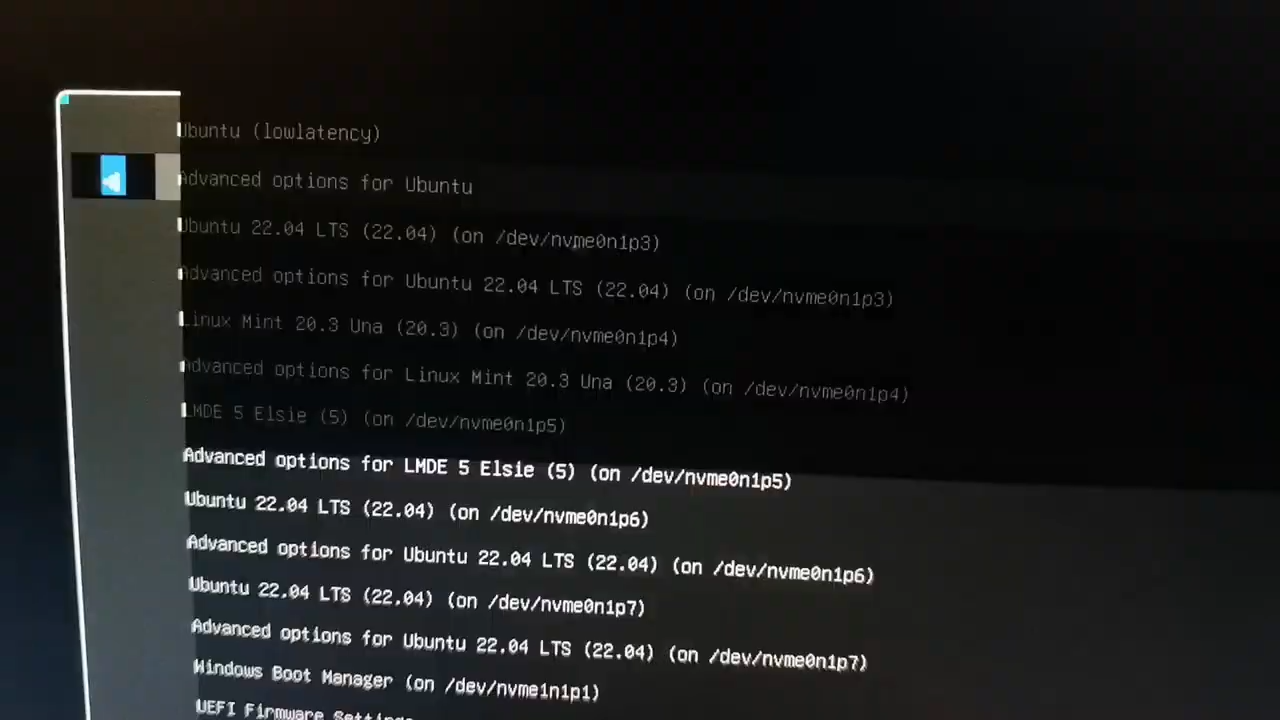 Ubuntu (lowlatency)
Advanced options for Ubuntu
Ubuntu 22.04 LTS (22.04) (on /dev/nvme0n1p3)
Advanced options for Ubuntu 22.04 LTS (22.04) (on /dev/nvme0n1p3)
Linux Mint 20.3 Una (20.3) (on /dev/nvme0n1p4)
Advanced options for Linux Mint 20.3 Una (20.3) (on /dev/nvme0n1p4)
LMDE 5 Elsie (5) (on /dev/nvme0n1p5)
Advanced options for LMDE 5 Elsie (5) (on /dev/nvme0n1p5)
Ubuntu 22.04 LTS (22.04) (on /dev/nvme0n1p6)
Advanced options for Ubuntu 22.04 LTS (22.04) (on /dev/nvme0n1p6)
Ubuntu 22.04 LTS (22.04) (on /dev/nvme0n1p7)
Advanced options for Ubuntu 22.04 LTS (22.04) (on /dev/nvme0n1p7)
Windows Boot Manager (on /dev/nvme1n1p1)
UEFI Firmware Settings